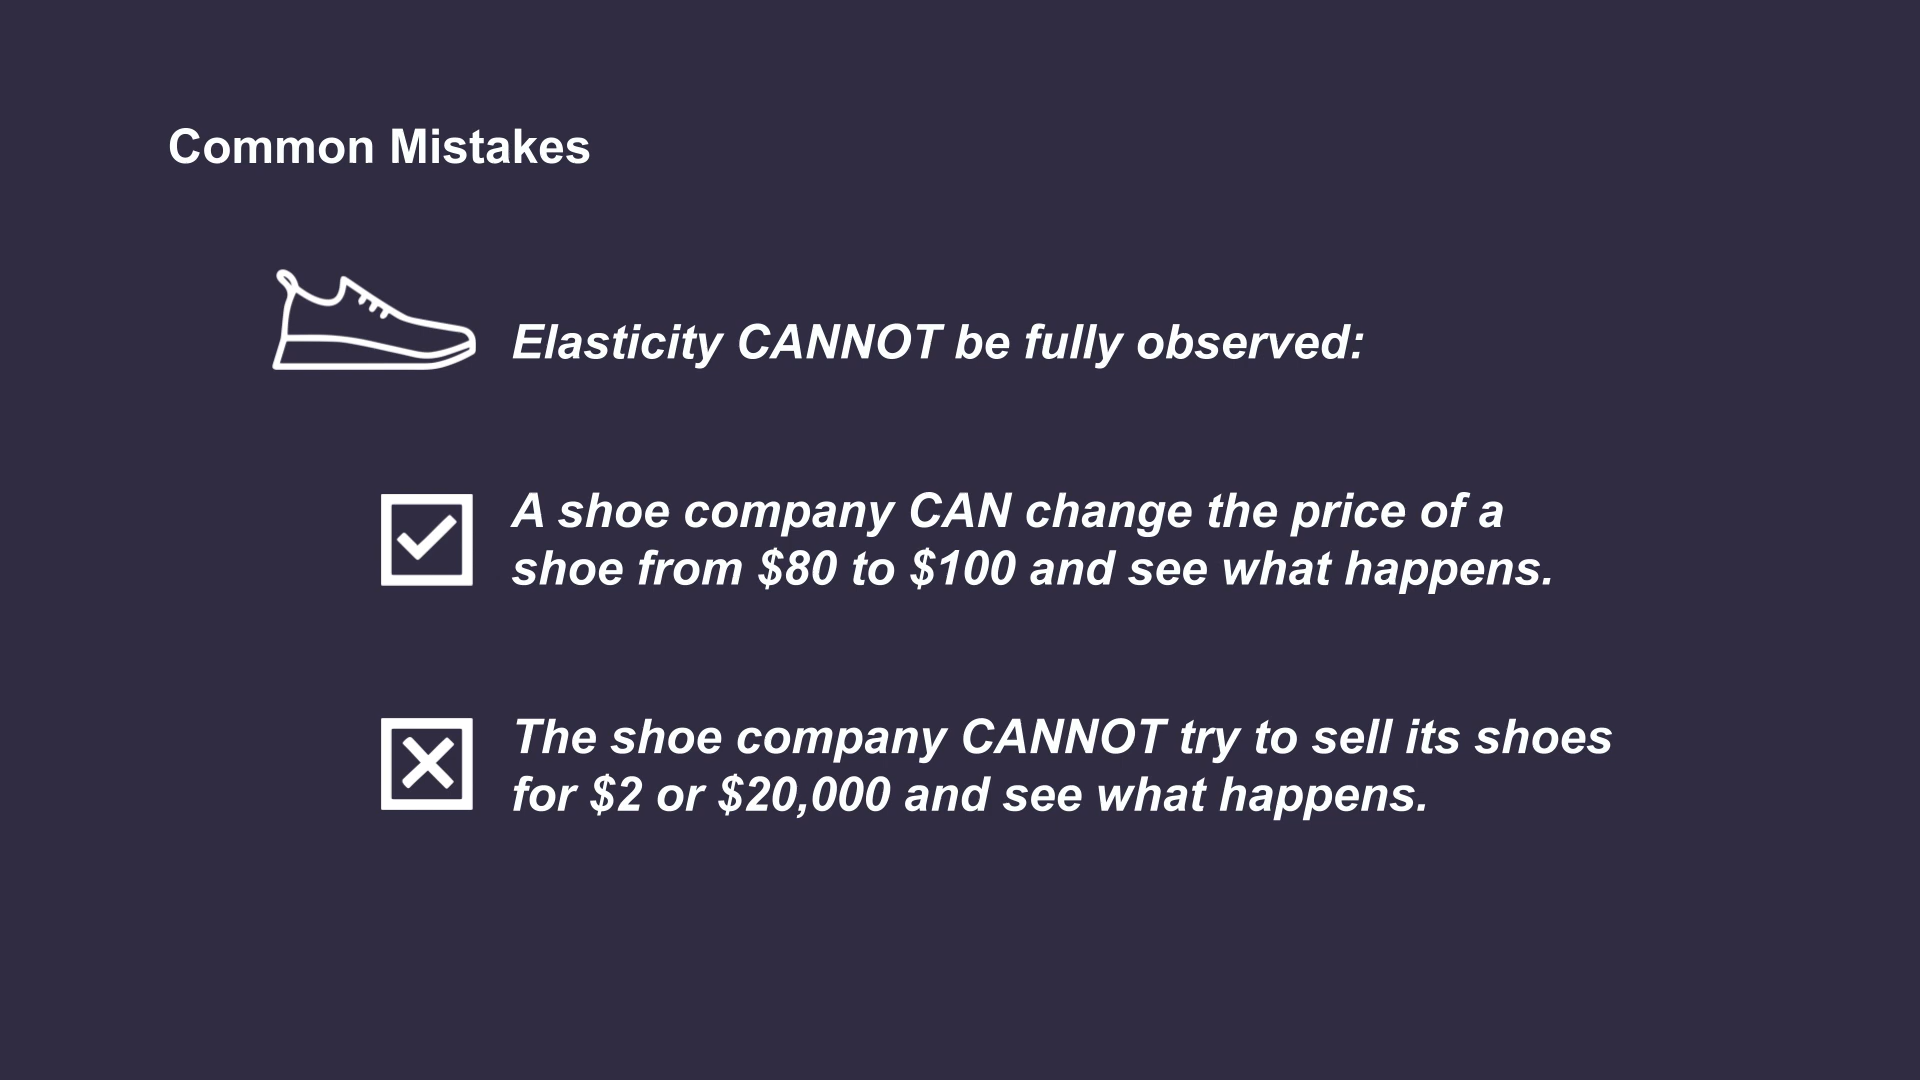 Common Mistakes
Elasticity CANNOT be fully observed:
A shoe company CAN change the price of a
shoe from $80 to $100 and see what happens.
The shoe company CANNOT try to sell its shoes
for $2 or $20,000 and see what happens.